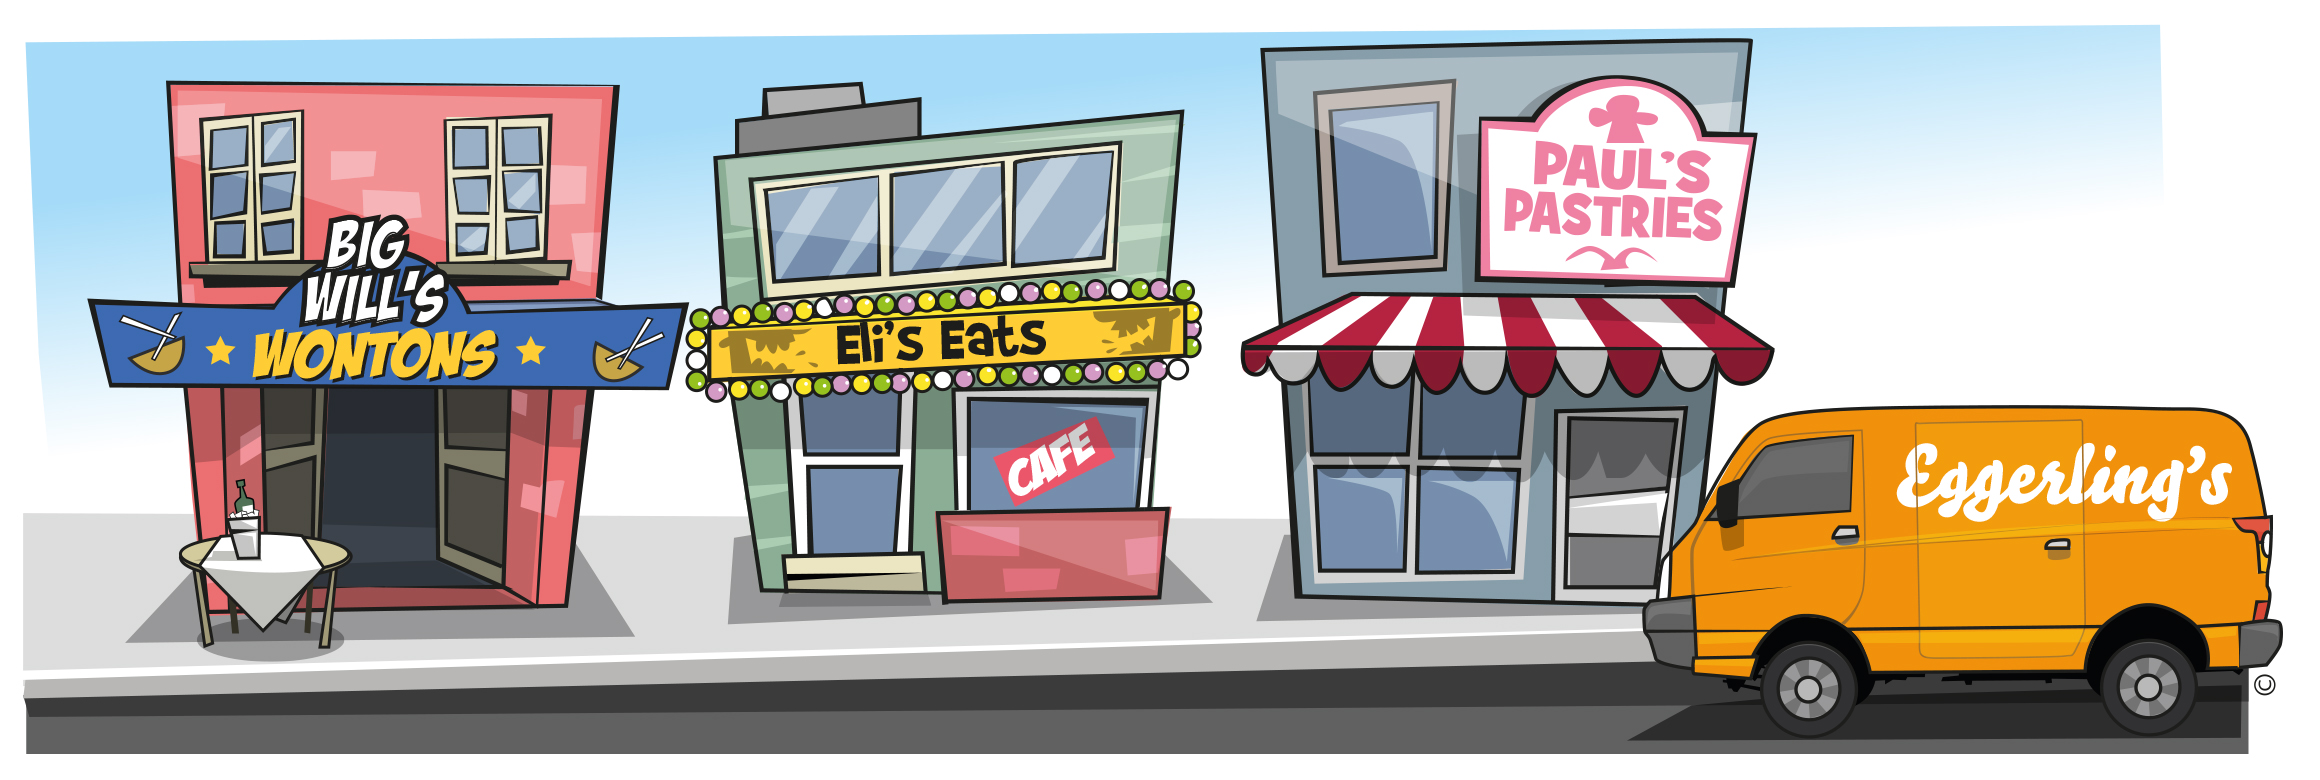 BIG
WILL'S
WONTONS
Eli's Eats
CAFE
PAUL'S
PASTRIES
Eggerling's
©